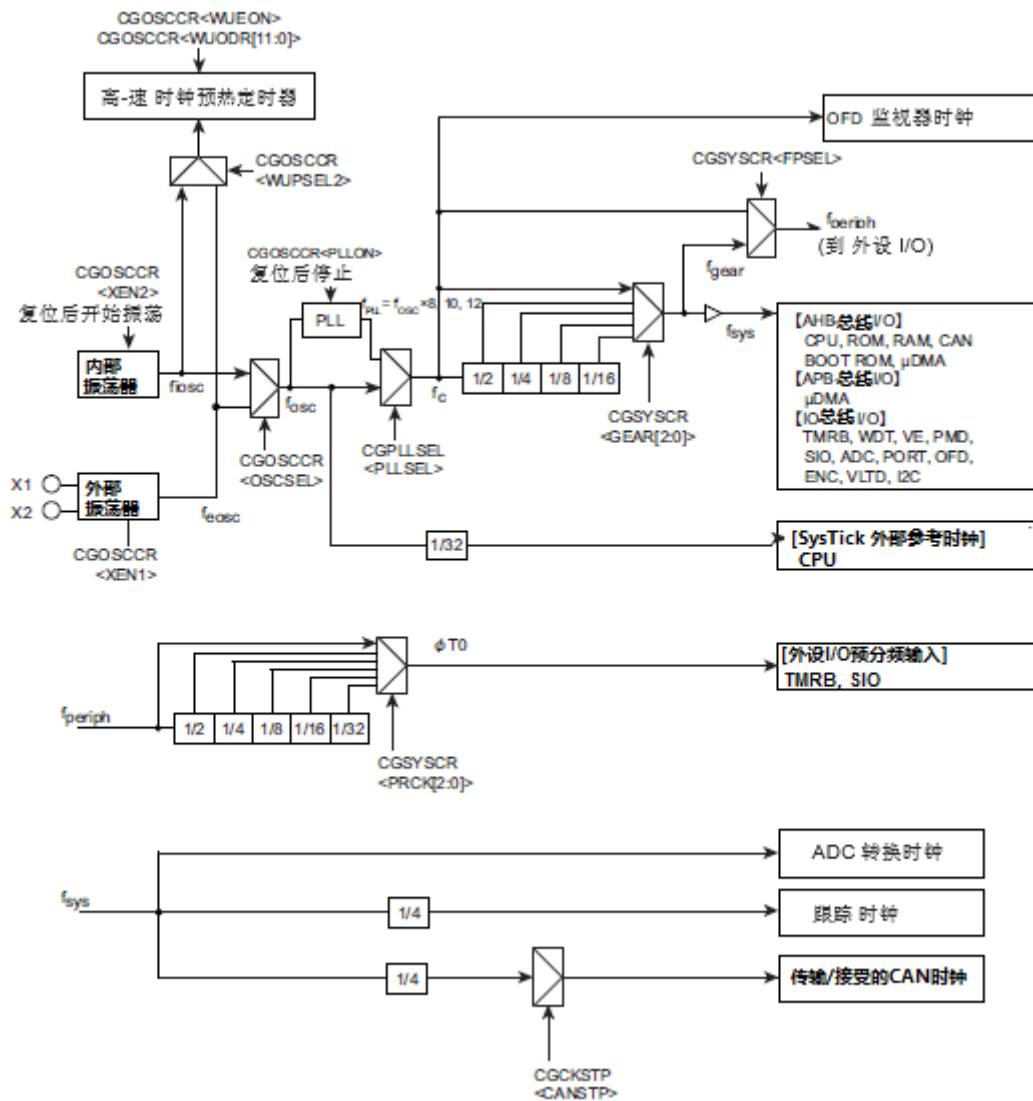 CGOSCCR<WUEON>
CGOSCCR<WUODR[11:0]>
高-速 时钟预热定时器
OFD 监视器时钟
CGOSCCR
<WUPSEL2>
CGSYSCR<FPSEL>
fperiph
(到 外设 I/O)
CGOSCCR<PLLON>
复位后停止
CGOSCCR
<XEN2>
复位后开始振荡
fgear
fPLL = fosc ×8, 10, 12
PLL
内部
振荡器
fiosc
fosc
fc
1/2 1/4 1/8 1/16
fsys
【AHB总线I/O】
CPU, ROM, RAM, CAN
BOOT ROM, μDMA
【APB总线I/O】
μDMA
【IO总线I/O】
TMRB, WDT, VE, PMD,
SIO, ADC, PORT, OFD,
ENC, VLTD, I2C
CGSYSCR
<GEAR[2:0]>
CGOSCCR
<OSCSEL>
CGPLLSEL
<PLLSEL>
X1
X2
外部
振荡器
feosc
CGOSCCR
<XEN1>
1/32
[SysTick 外部参考时钟]
CPU
ϕT0
[外设I/O预分频输入]
TMRB, SIO
fperiph
1/2 1/4 1/8 1/16 1/32
CGSYSCR
<PRCK[2:0]>
ADC 转换时钟
fsys
1/4
跟踪 时钟
1/4
传输/接受的CAN时钟
CGCKSTP
<CANSTP>